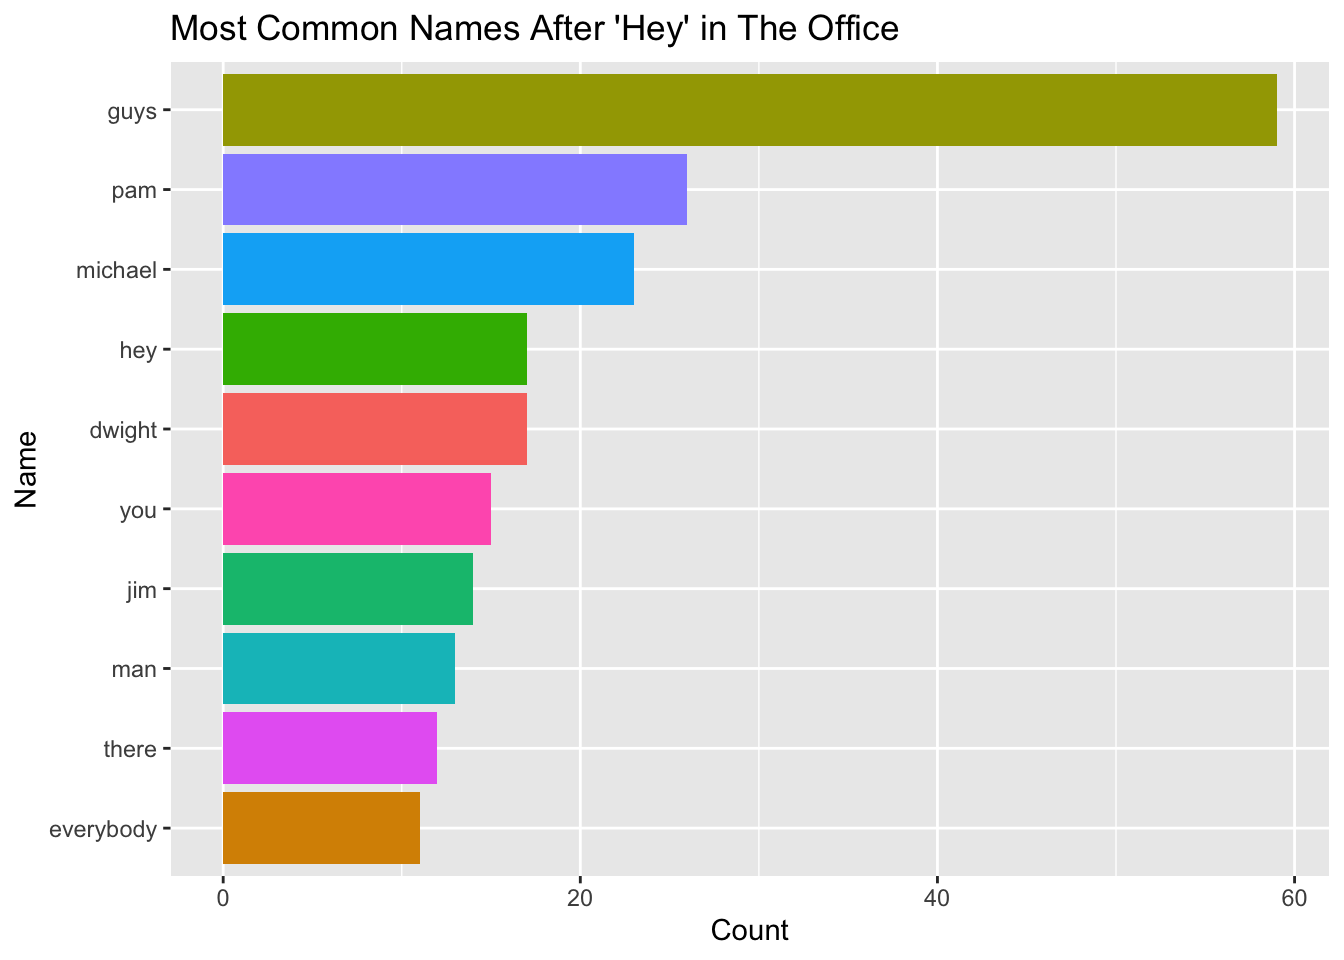 Most Common Names After 'Hey' in The Office
guys
pam
michael
hey
dwight
you
jim
man
there
everybody
Name
0 20 40 60
Count